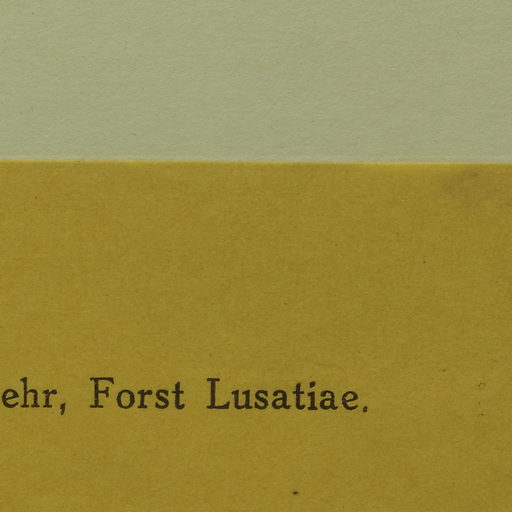 ehr, Forst Lusatiae.